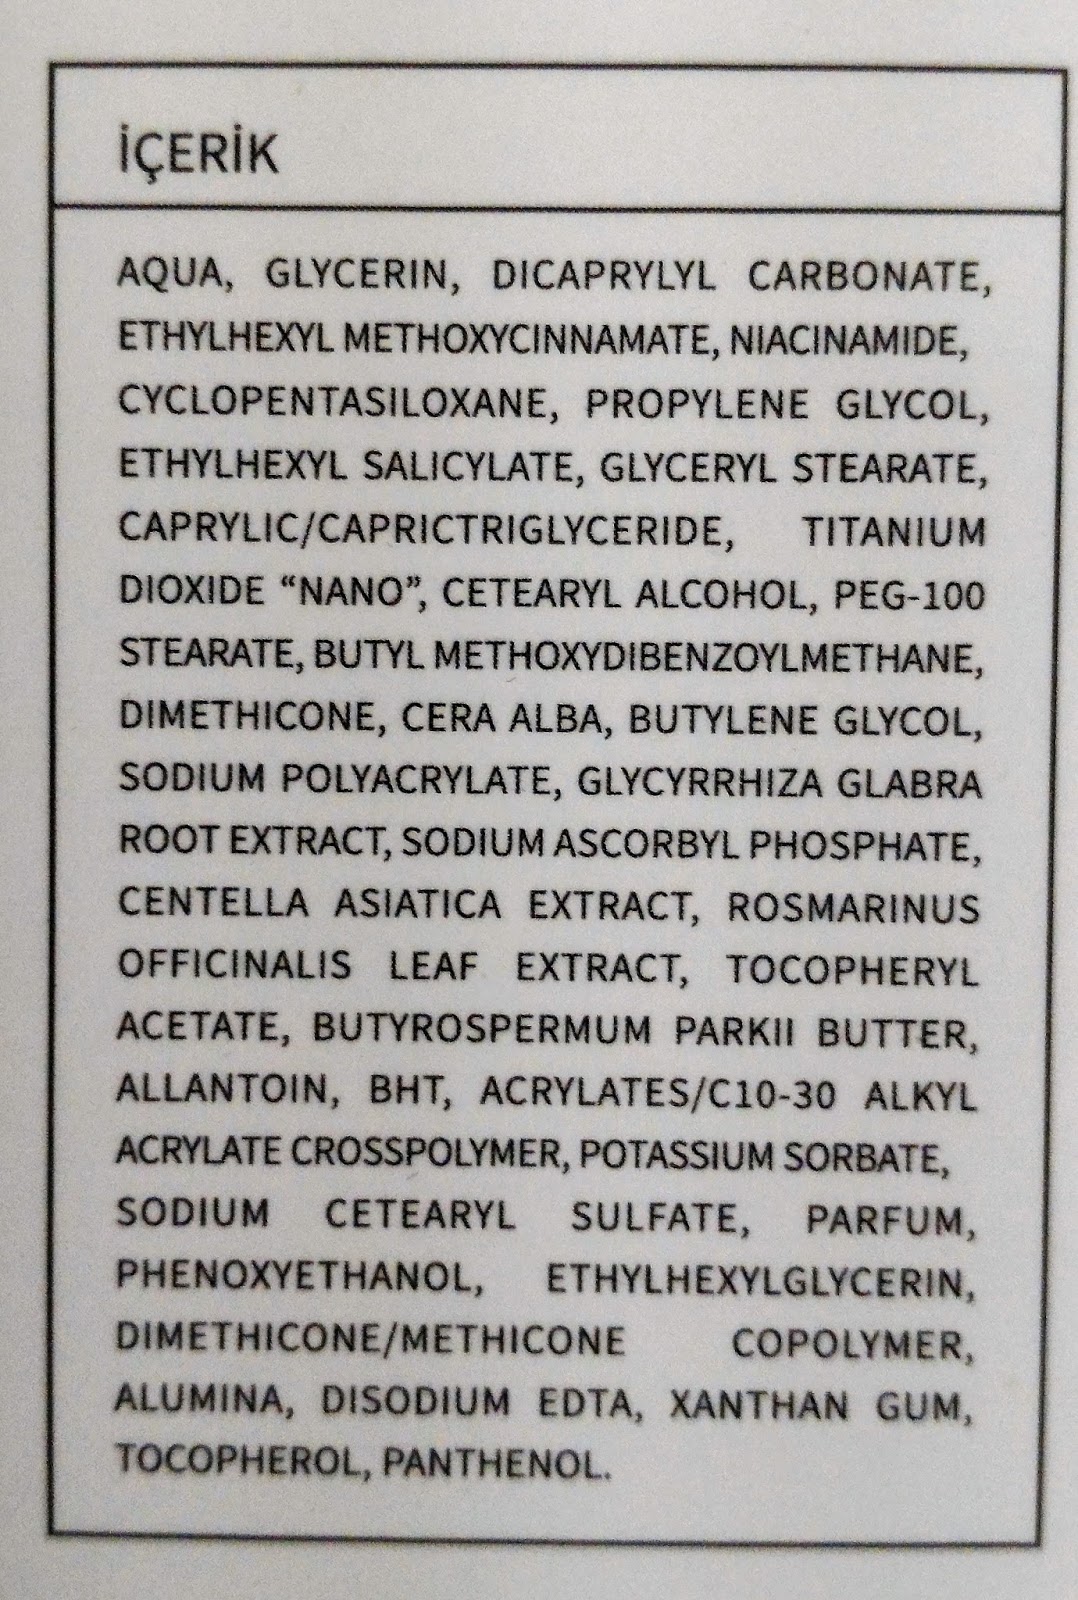 İÇERİK
AQUA, GLYCERIN, DICAPRYLYL CARBONATE,
ETHYLHEXYL METHOXYCINNAMATE, NIACINAMIDE,
CYCLOPENTASILOXANE, PROPYLENE GLYCOL,
ETHYLHEXYL SALICYLATE, GLYCERYL STEARATE,
CAPRYLIC/CAPRICTRIGLYCERIDE, TITANIUM
DIOXIDE “NANO”, CETEARYL ALCOHOL, PEG-100
STEARATE, BUTYL METHOXYDIBENZOYLMETHANE,
DIMETHICONE, CERA ALBA, BUTYLENE GLYCOL,
SODIUM POLYACRYLATE, GLYCYRRHIZA GLABRA
ROOT EXTRACT, SODIUM ASCORBYL PHOSPHATE,
CENTELLA ASIATICA EXTRACT, ROSMARINUS
OFFICINALIS LEAF EXTRACT, TOCOPHERYL
ACETATE, BUTYROSPERMUM PARKII BUTTER,
ALLANTOIN, BHT, ACRYLATES/C10-30 ALKYL
ACRYLATE CROSSPOLYMER, POTASSIUM SORBATE,
SODIUM CETEARYL SULFATE, PARFUM,
PHENOXYETHANOL, ETHYLHEXYLGLYCERIN,
DIMETHICONE/METHICONE COPOLYMER,
ALUMINA, DISODIUM EDTA, XANTHAN GUM,
TOCOPHEROL, PANTHENOL.